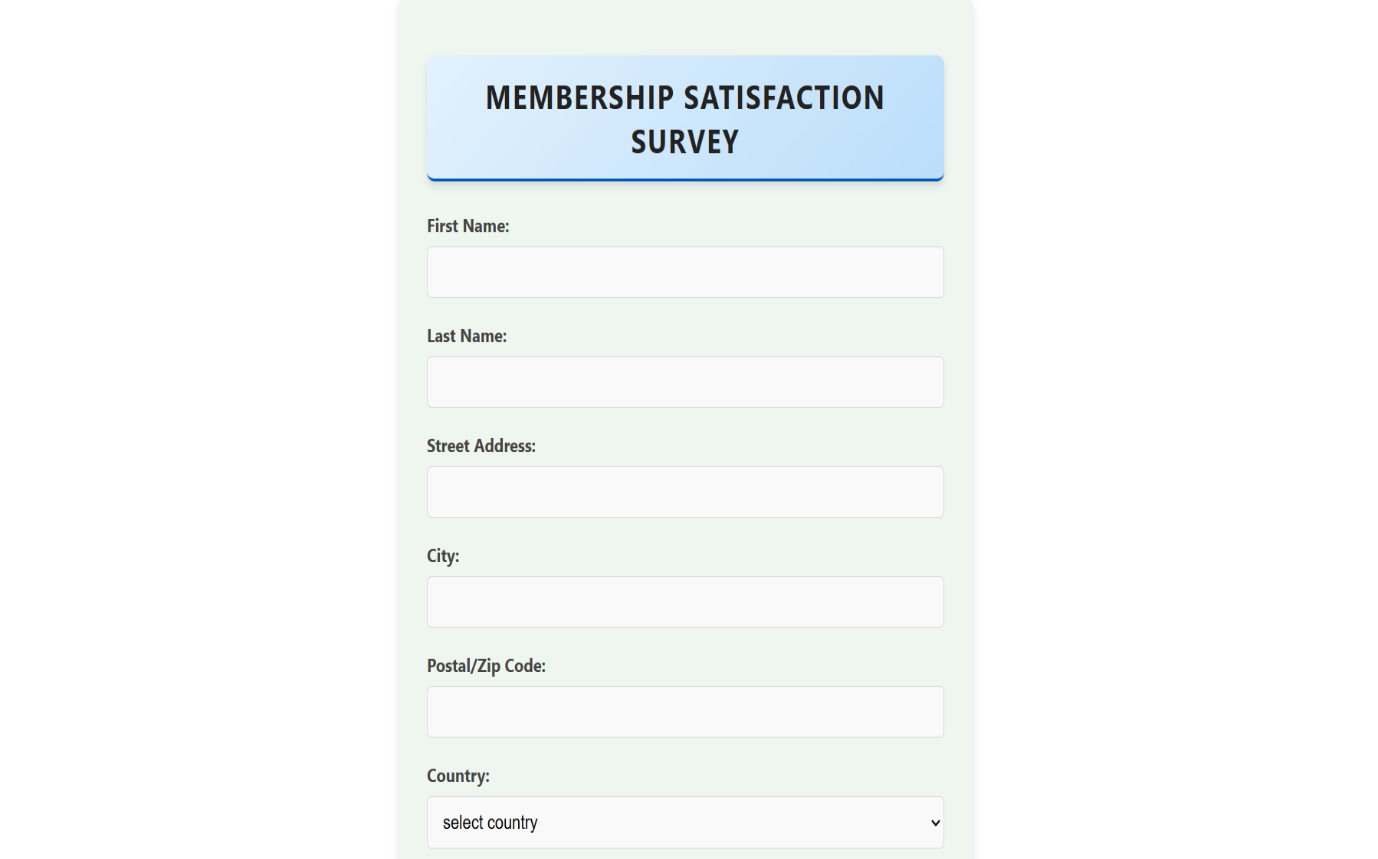 MEMBERSHIP SATISFACTION
SURVEY
First Name:
Last Name:
Street Address:
City:
Postal/Zip Code:
Country:
select country